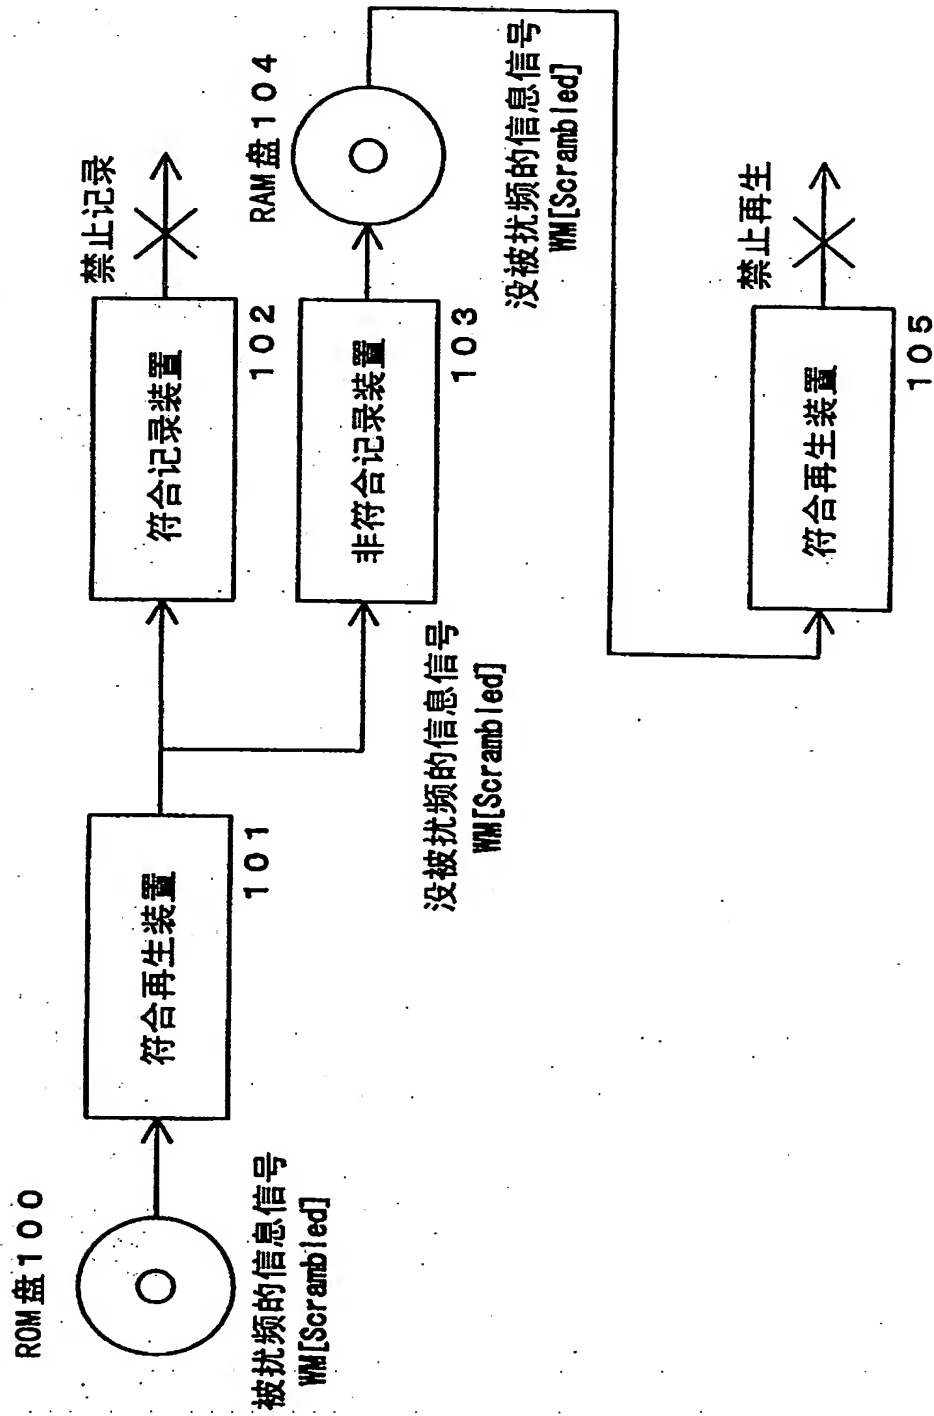 ROM盘100
被扰频的信息信号
WM[Scrambled]
符合再生装置
101
没被扰频的信息信号
WM[Scrambled]
符合记录装置
102
禁止记录
非符合记录装置
103
RAM盘104
没被扰频的信息信号
WM[Scrambled]
符合再生装置
105
禁止再生